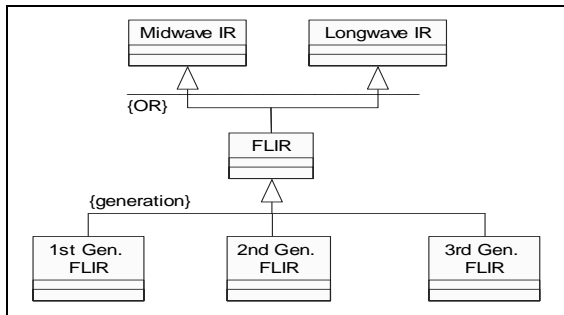 Midwave IR
Longwave IR
{OR}
FLIR
{generation}
1st Gen.
FLIR
2nd Gen.
FLIR
3rd Gen.
FLIR